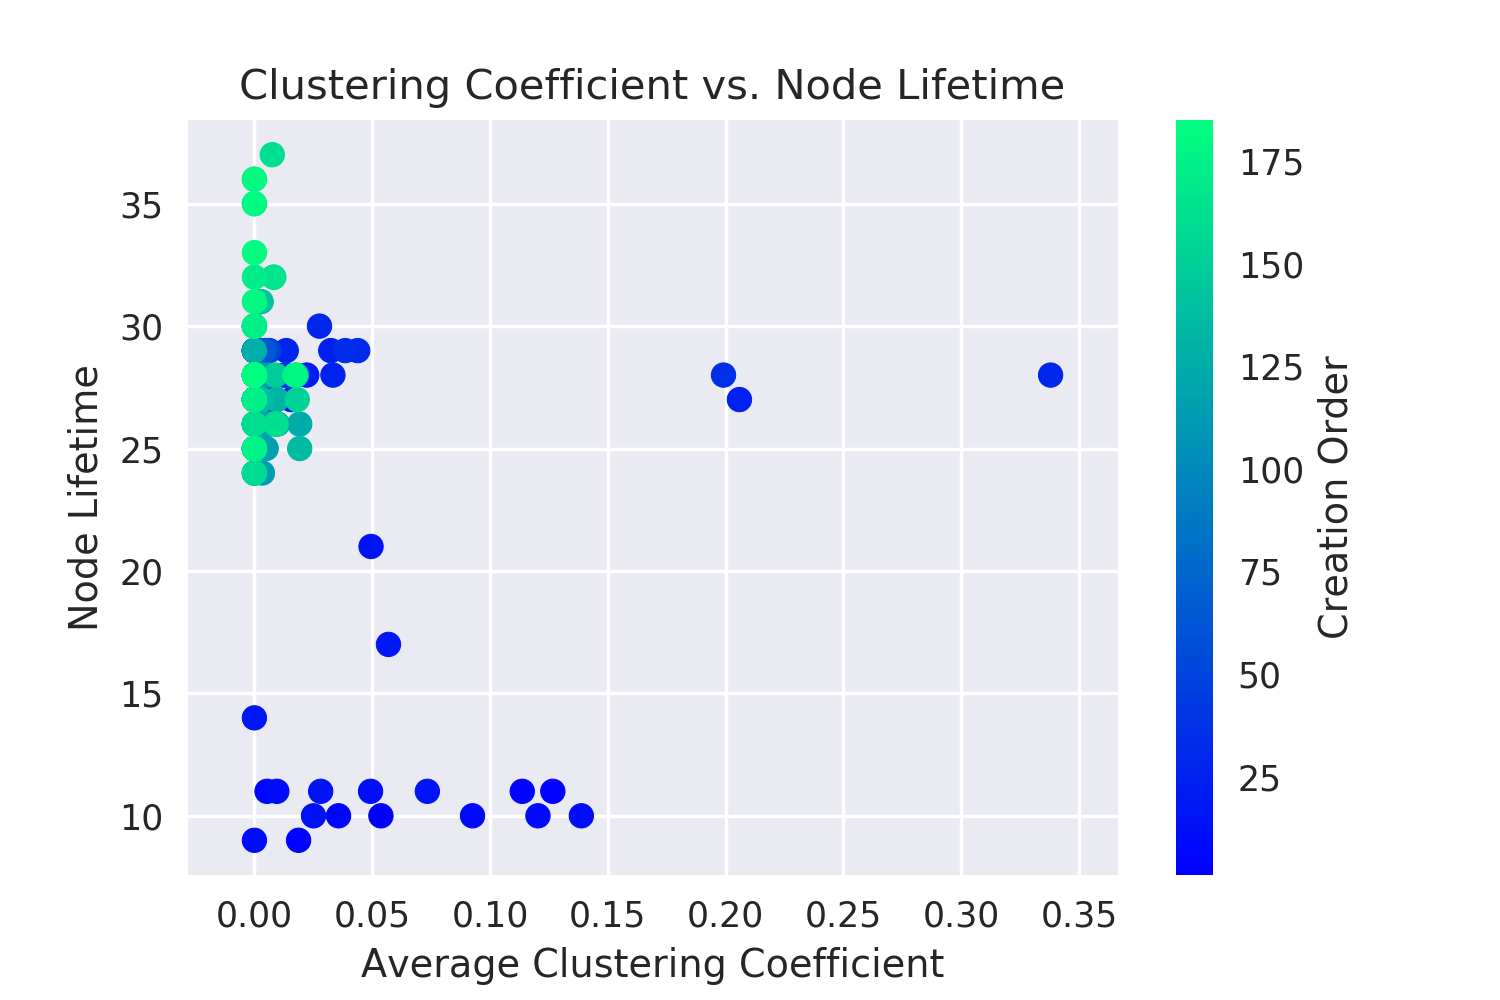 Clustering Coefficient vs. Node Lifetime
35
30
25
20
15
10
Node Lifetime
0.00 0.05 0.10 0.15 0.20 0.25 0.30 0.35
Average Clustering Coefficient
175
150
125
100
75
50
25
Creation Order